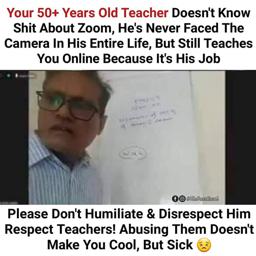 Your 50+ Years Old Teacher Doesn't Know
Shit About Zoom, He's Never Faced The
Camera In His Entire Life, But Still Teaches
You Online Because It's His Job
Please Don't Humiliate & Disrespect Him
Respect Teachers! Abusing Them Doesn't
Make You Cool, But Sick 😣